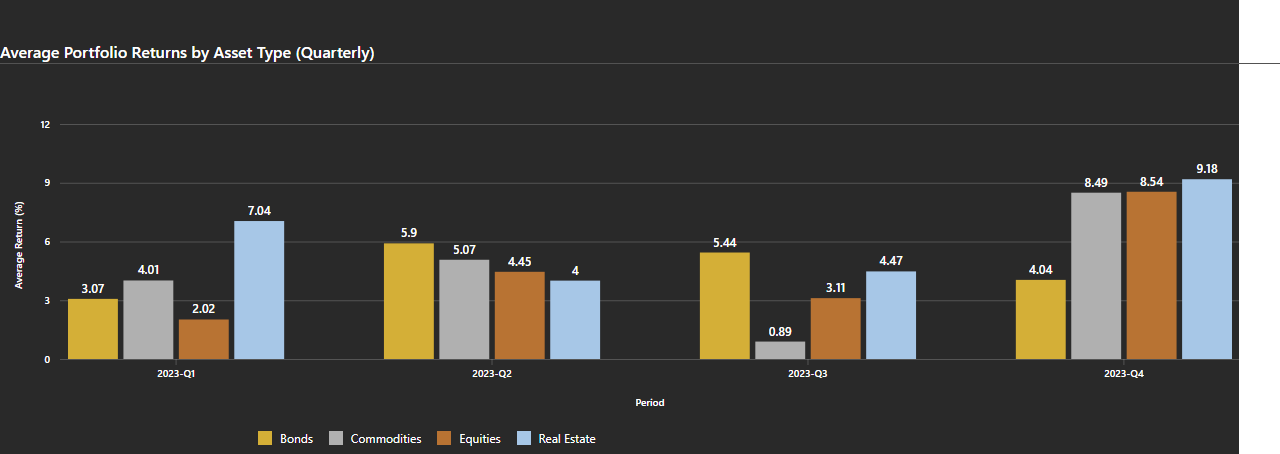 Average Portfolio Returns by Asset Type (Quarterly)
12
9
6
3
0
Average Return (%)
3.07
4.01
2.02
7.04
5.9
5.07
4.45
4
5.44
0.89
3.11
4.47
4.04
8.49
8.54
9.18
2023-Q1
2023-Q2
2023-Q3
2023-Q4
Period
Bonds
Commodities
Equities
Real Estate